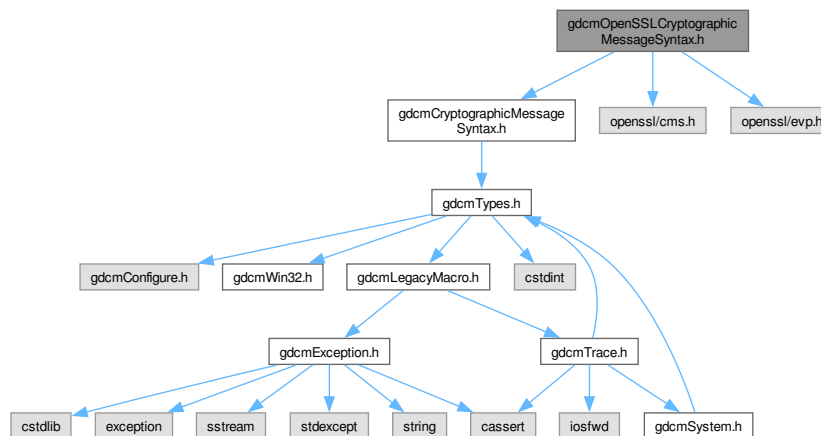 gdcmOpenSSLCryptographic
MessageSyntax.h
gdcmCryptographicMessage
Syntax.h
openssl/cms.h
openssl/evp.h
gdcmTypes.h
gdcmConfigure.h
gdcmWin32.h
gdcmLegacyMacro.h
cstdint
gdcmException.h
gdcmTrace.h
cstdlib
exception
sstream
stdexcept
string
cassert
iosfwd
gdcmSystem.h